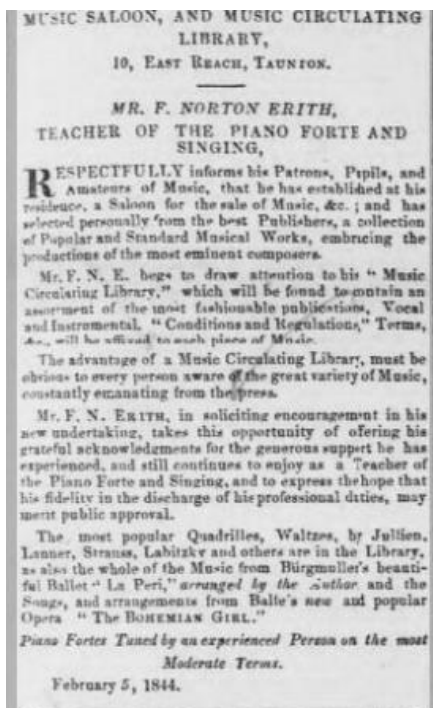 MUSIC SALOON, AND MUSIC CIRCULATING
LIBRARY,
10, EAST REACH, TAUNTON.
MR. F. NORTON ERITH,
TEACHER OF THE PIANO FORTE AND
SINGING,
RESPECTFULLY informs his Patrons, Pupils, and
Amateurs of Music, that he has established at his
residence, a Saloon for the sale of Music, &c.; and has
selected personally from the best Publishers, a collection
of Popular and Standard Musical Works, embracing the
productions of the most eminent composers.
Mr. F. N. E. begs to draw attention to his "Music
Circulating Library," which will be found to contain an
assorment of the most fashionable publications, Vocal
and Instrumental. "Conditions and Regulations," Terms,
&c., will be affixed to each piece of Music.
The advantage of a Music Circulating Library, must be
obvious to every person aware of the great variety of Music,
constantly emanating from the press.
Mr. F. N. ERITH, in soliciting encouragement in his
new undertaking, takes this opportunity of offering his
grateful acknowledgments for the generous support he has
experienced, and still continues to enjoy as a Teacher of
the Piano Forte and Singing, and to express the hope that
his fidelity in the discharge of his professional duties, may
merit public approval.
The most popular Quadrilles, Waltzes, by Jullien,
Lanner, Strauss, Labitzky and others are in the Library,
as also the whole of the Music from Bürgmuller's beauti-
ful Ballet "La Peri," arranged by the Author and the
Songs, and arrangements from Balfe's new and popular
Opera "THE BOHEMIAN GIRL."
Piano Fortes Tuned by an experienced Person on the most
Moderate Terms.
February 5, 1844.